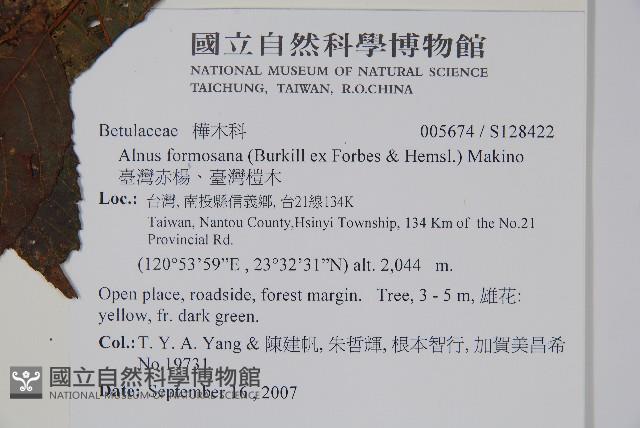 國立自然科學博物館
NATIONAL MUSEUM OF NATURAL SCIENCE
TAICHUNG, TAIWAN, R.O.CHINA
Betulaceae 樺木科 005674 / S128422
Alnus formosana (Burkill ex Forbes & Hemsl.) Makino
臺灣赤楊、臺灣榿木
Loc.: 台灣, 南投縣信義鄉, 台21線134K
Taiwan, Nantou County,Hsinyi Township, 134 Km of the No.21
Provincial Rd.
(120°53’59”E , 23°32’31”N) alt. 2,044 m.
Open place, roadside, forest margin. Tree, 3 - 5 m, 雄花:
yellow, fr. dark green.
Col.: T. Y. A. Yang & 陳建帆, 朱哲輝, 根本智行, 加賀美昌希
No.19731
國立自然科學博物館
NATIONAL MUSEUM OF NATURAL SCIENCE
Date: September 16, 2007